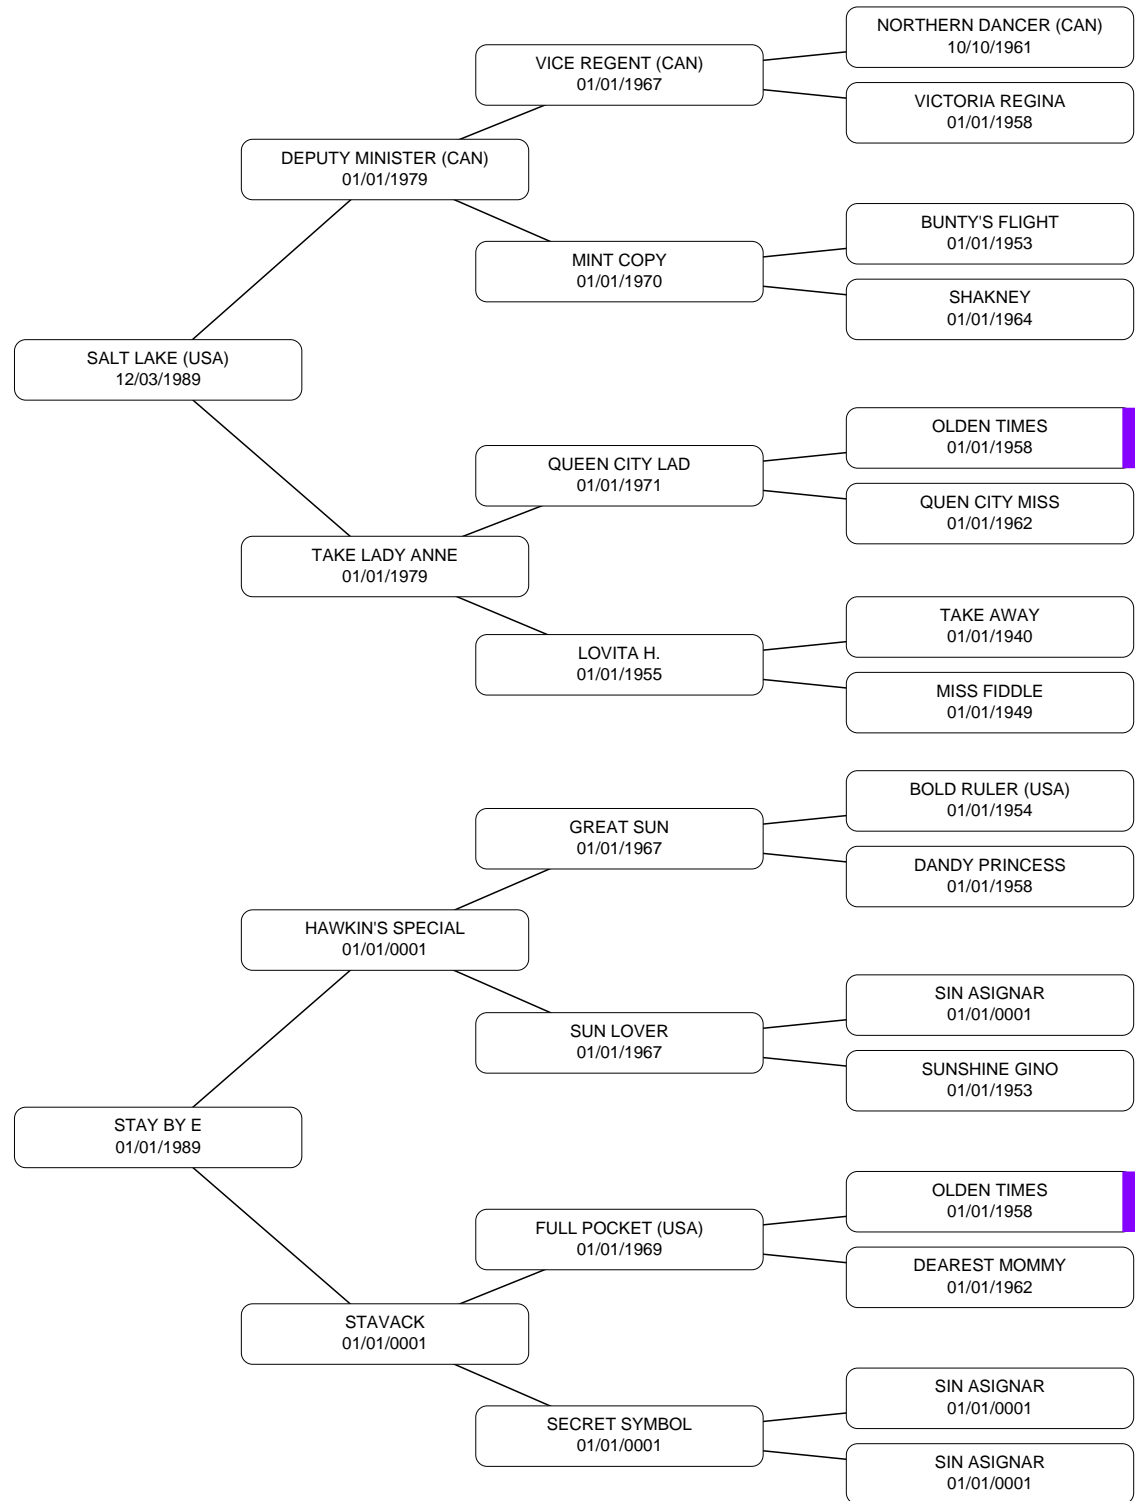 NORTHERN DANCER (CAN)
10/10/1961
VICE REGENT (CAN)
01/01/1967
VICTORIA REGINA
01/01/1958
DEPUTY MINISTER (CAN)
01/01/1979
BUNTY'S FLIGHT
01/01/1953
MINT COPY
01/01/1970
SHAKNEY
01/01/1964
SALT LAKE (USA)
12/03/1989
OLDEN TIMES
01/01/1958
QUEEN CITY LAD
01/01/1971
QUEN CITY MISS
01/01/1962
TAKE LADY ANNE
01/01/1979
TAKE AWAY
01/01/1940
LOVITA H.
01/01/1955
MISS FIDDLE
01/01/1949
BOLD RULER (USA)
01/01/1954
GREAT SUN
01/01/1967
DANDY PRINCESS
01/01/1958
HAWKIN'S SPECIAL
01/01/0001
SIN ASIGNAR
01/01/0001
SUN LOVER
01/01/1967
SUNSHINE GINO
01/01/1953
STAY BY E
01/01/1989
OLDEN TIMES
01/01/1958
FULL POCKET (USA)
01/01/1969
DEAREST MOMMY
01/01/1962
STAVACK
01/01/0001
SIN ASIGNAR
01/01/0001
SECRET SYMBOL
01/01/0001
SIN ASIGNAR
01/01/0001